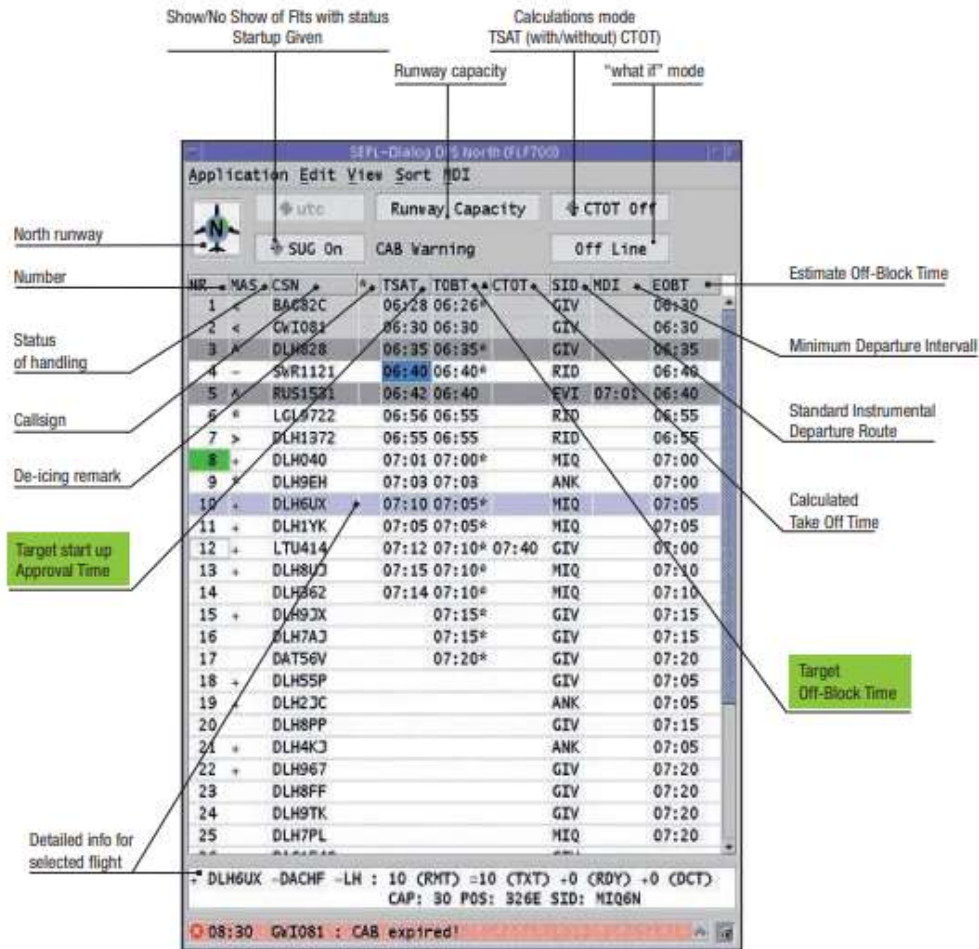 Show/No Show of Flts with status
Startup Given
Calculations mode
TSAT (with/without) CTOT)
Runway capacity
"what if" mode
SEPL-Dialog DFS North (FLF700)
Application Edit View Sort MDI
utc
Runway Capacity
CTOT Off
N
SUG On
CAB Warning
Off Line
North runway
Number
Status
of handling
Callsign
De-icing remark
Target start up
Approval Time
Detailed info for
selected flight
NR MAS CSN * TSAT TOBT CTOT SID MDI EOBT
1 < BAG82C 06:28 06:26* GIV 06:30
2 < GWI081 06:30 06:30 GIV 06:30
3 ^ DLH828 06:35 06:35* GIV 06:35
4 - SWR1121 06:40 06:40* RID 06:40
5 ^ RUS1531 06:42 06:40 EVI 07:01 06:40
6 * LGL9722 06:56 06:55 RID 06:55
7 > DLH1372 06:55 06:55 RID 06:55
8 + DLH040 07:01 07:00* MIQ 07:00
9 * DLH9EH 07:03 07:03 ANK 07:00
10 + DLH6UX 07:10 07:05* MIQ 07:05
11 + DLH1YK 07:05 07:05* MIQ 07:05
12 + LTU414 07:12 07:10* 07:40 GIV 07:00
13 + DLH8UJ 07:15 07:10* MIQ 07:10
14 DLH362 07:14 07:10* MIQ 07:10
15 + DLH9JX 07:15* GIV 07:15
16 DLH7AJ 07:15* GIV 07:15
17 DAT56V 07:20* GIV 07:20
18 + DLH55P GIV 07:05
19 + DLH2JC ANK 07:05
20 DLH8PP GIV 07:15
21 + DLH4KJ ANK 07:05
22 + DLH967 GIV 07:20
23 DLH8FF GIV 07:20
24 DLH9TK GIV 07:20
25 DLH7PL MIQ 07:20
DLH6UX -DACHF -LH : 10 (RMT) =10 (TXT) +0 (RDY) +0 (DCT)
CAP: 30 POS: 326E SID: MIQ6N
08:30 GWI081 : CAB expired!
Estimate Off-Block Time
Minimum Departure Intervall
Standard Instrumental
Departure Route
Calculated
Take Off Time
Target
Off-Block Time